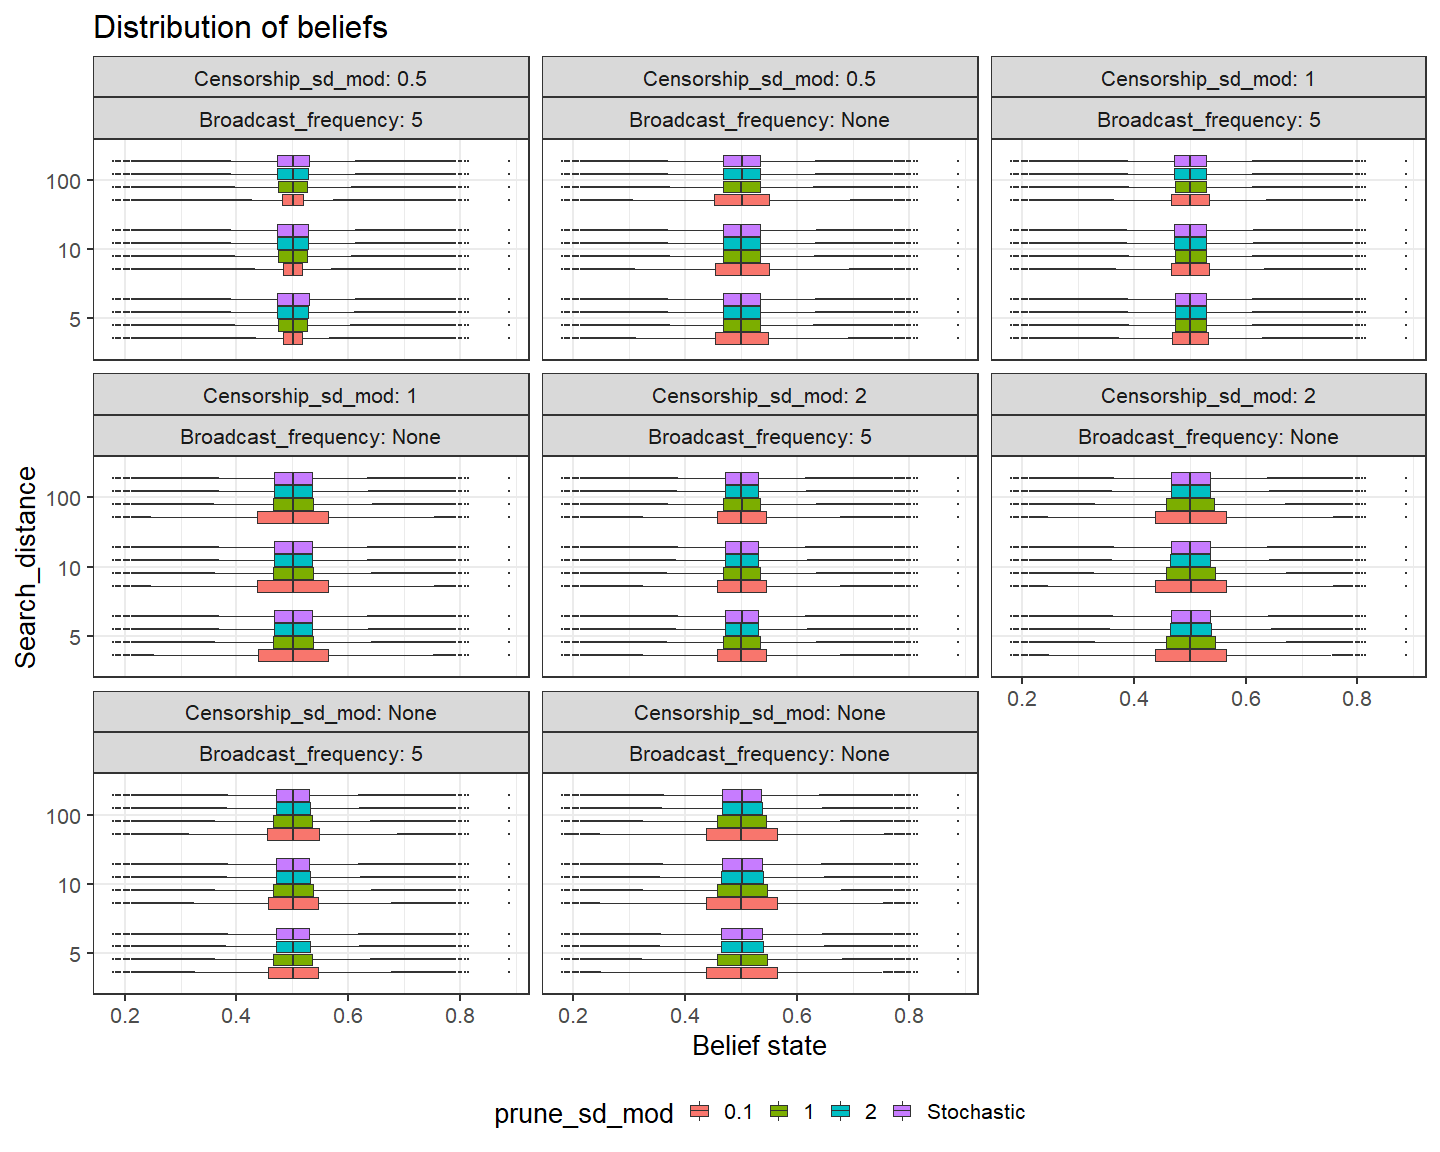 Distribution of beliefs
Censorship_sd_mod: 0.5
Broadcast_frequency: 5
Censorship_sd_mod: 0.5
Broadcast_frequency: None
Censorship_sd_mod: 1
Broadcast_frequency: 5
100
10
5
Censorship_sd_mod: 1
Broadcast_frequency: None
Censorship_sd_mod: 2
Broadcast_frequency: 5
Censorship_sd_mod: 2
Broadcast_frequency: None
Search_distance
100
10
5
0.2 0.4 0.6 0.8
Censorship_sd_mod: None
Broadcast_frequency: 5
Censorship_sd_mod: None
Broadcast_frequency: None
100
10
5
0.2 0.4 0.6 0.8
0.2 0.4 0.6 0.8
Belief state
prune_sd_mod 0.1 1 2 Stochastic